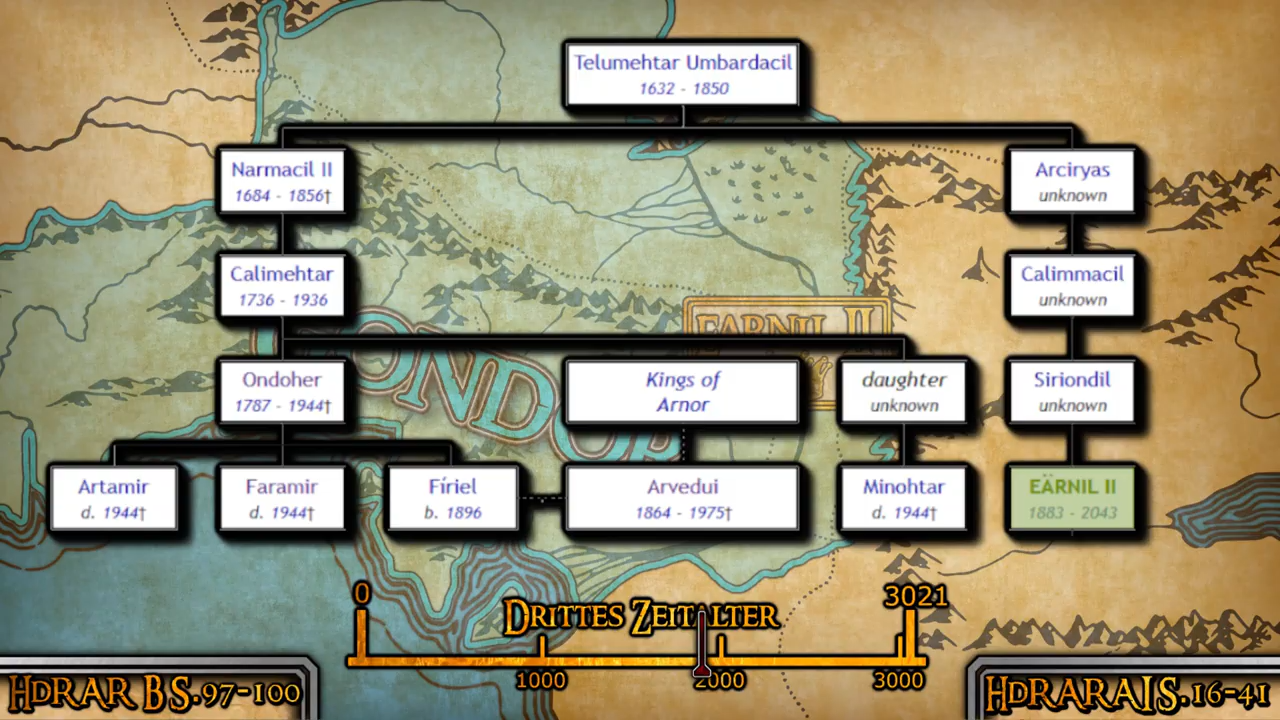 Telumehtar Umbardacil
1632 - 1850
Narmacil II
1684 - 1856†
Arciryas
unknown
Calimehtar
1736 - 1936
Calimmacil
unknown
EARNIL II
GONDOR
Ondoher
1787 - 1944†
Kings of
Arnor
daughter
unknown
Siriondil
unknown
Artamir
d. 1944†
Faramir
d. 1944†
Fíriel
b. 1896
Arvedui
1864 - 1975†
Minohtar
d. 1944†
EÄRNIL II
1883 - 2043
0
DRITTES ZEITALTER
3021
1000
2000
3000
HDRAR B S.97-100
HDRARAIS.16-41